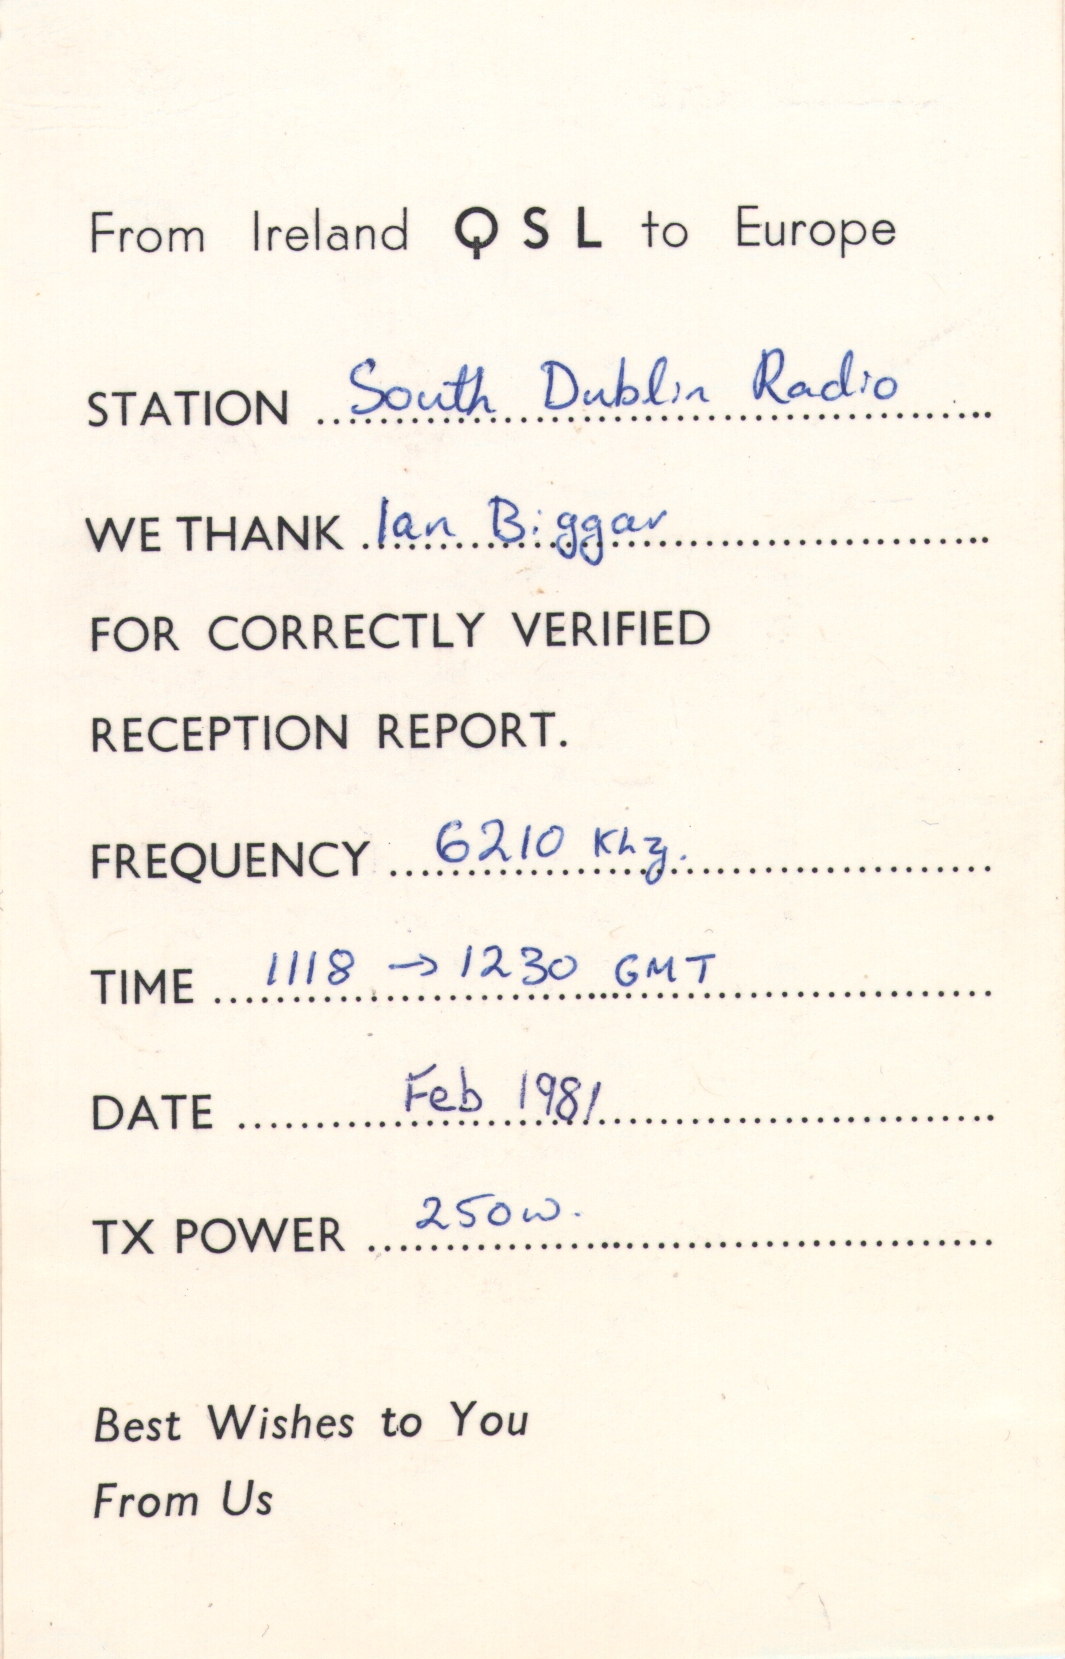 From Ireland QSL to Europe
STATION South Dublin Radio
WE THANK Ian Biggar
FOR CORRECTLY VERIFIED
RECEPTION REPORT.
FREQUENCY 6210 Khz.
TIME 1118 → 1230 GMT
DATE Feb 1981
TX POWER 250w.
Best Wishes to You
From Us